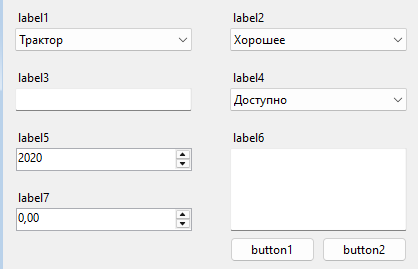 label1
label2
Трактор
Хорошее
label3
label4
Доступно
label5
label6
2020
label7
0,00
button1
button2